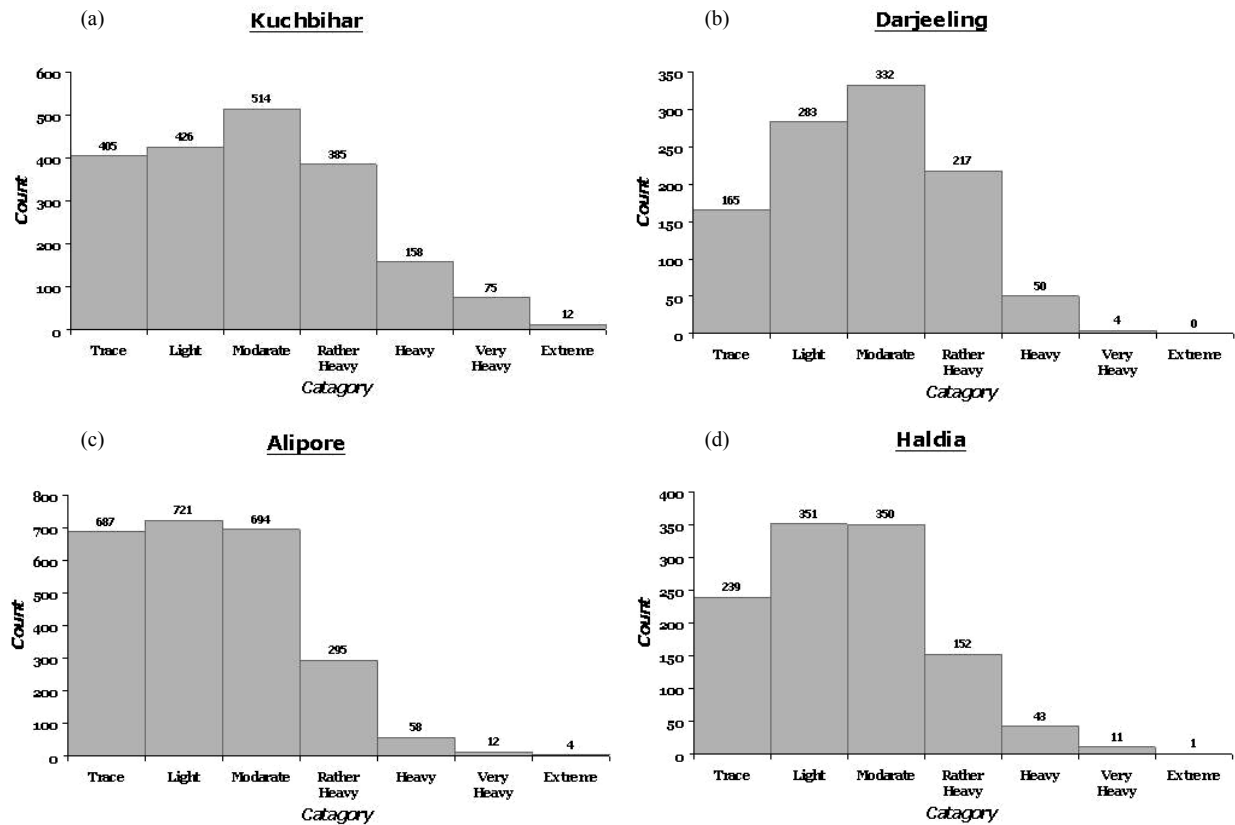 (a)
Kuchbihar
600
500
400
300
200
100
0
Count
405
426
514
385
158
75
12
Trace Light Modarate Rather Heavy Very Extreme
Heavy Heavy
Catagory
(b)
Darjeeling
350
300
250
200
150
100
50
0
Count
165
283
332
217
50
4
0
Trace Light Modarate Rather Heavy Very Extreme
Heavy Heavy
Catagory
(c)
Alipore
800
700
600
500
400
300
200
100
0
Count
687
721
694
295
58
12
4
Trace Light Modarate Rather Heavy Very Extreme
Heavy Heavy
Catagory
(d)
Haldia
400
350
300
250
200
150
100
50
0
Count
239
351
350
152
43
11
1
Trace Light Modarate Rather Heavy Very Extreme
Heavy Heavy
Catagory